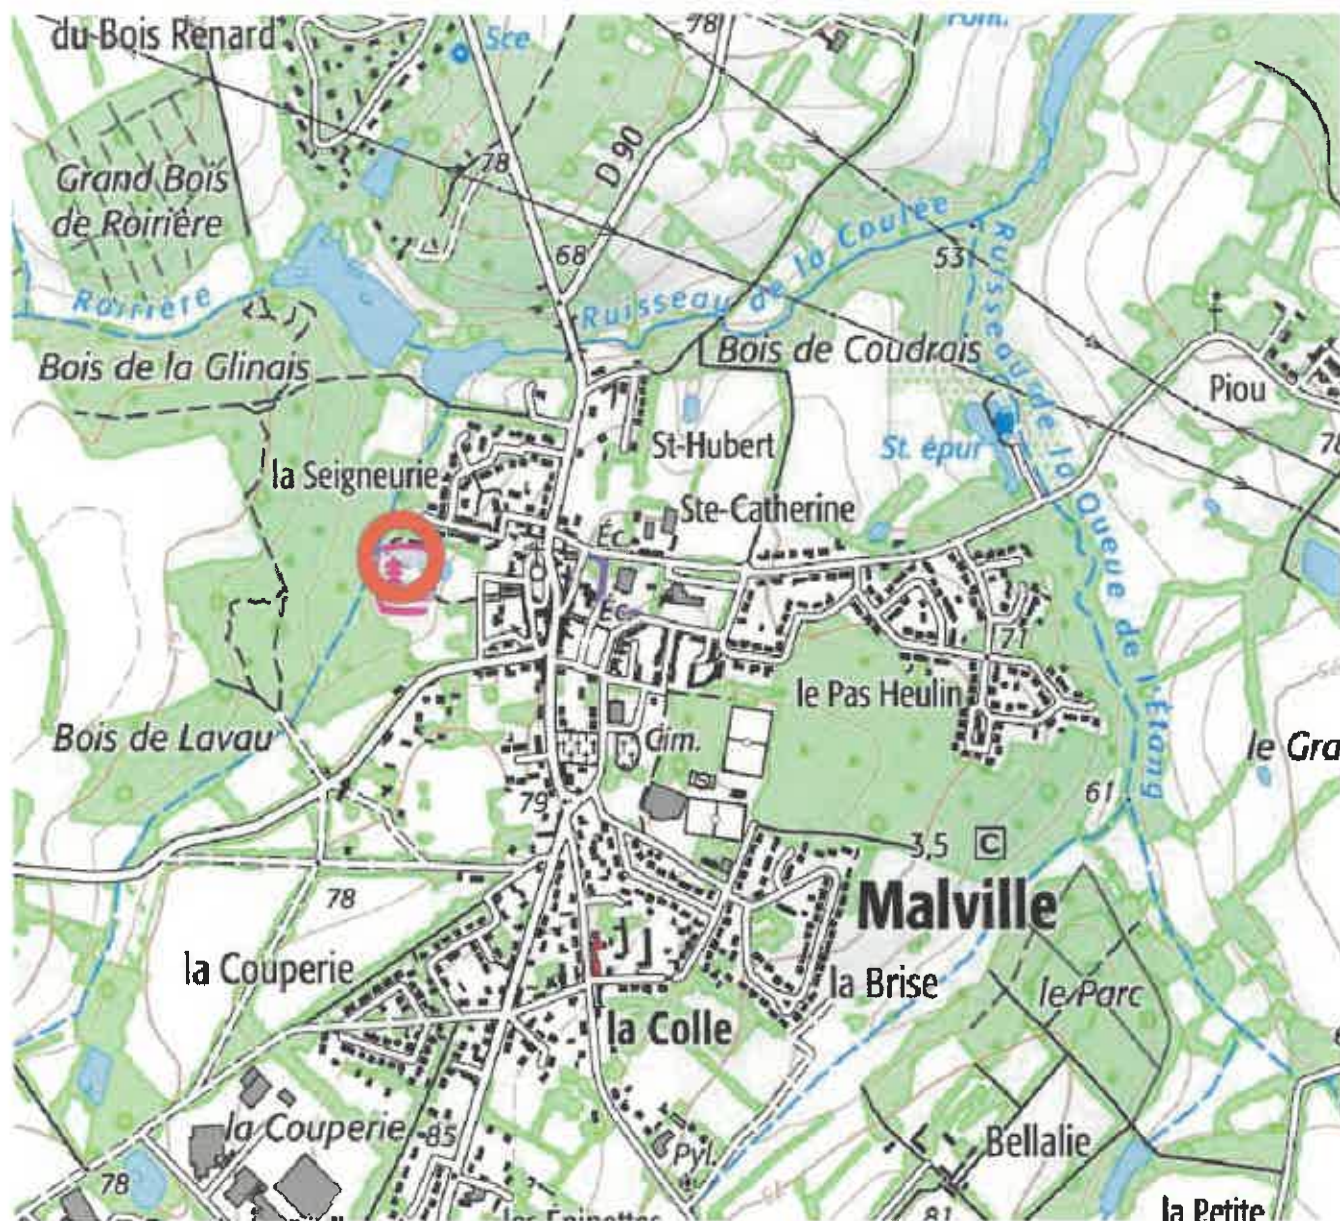 du Bois Renard
Sce
78
Font.
D 90
78
Grand Bois
de Roirière
68
53
Ruisseau de la Coulée
Roirière
Ruisseau de la Queue de l'Étang
Bois de la Glinais
Bois de Coudrais
Piou
St-Hubert
St. épur
la Seigneurie
Ste-Catherine
Éc.
Éc.
71
le Pas Heulin
Bois de Lavau
Cim.
le Gra
79
61
3,5 C
78
Malville
la Couperie
la Brise
le Parc
la Colle
la Couperie
85
Bellalie
Pyl.
78
81
la Petite